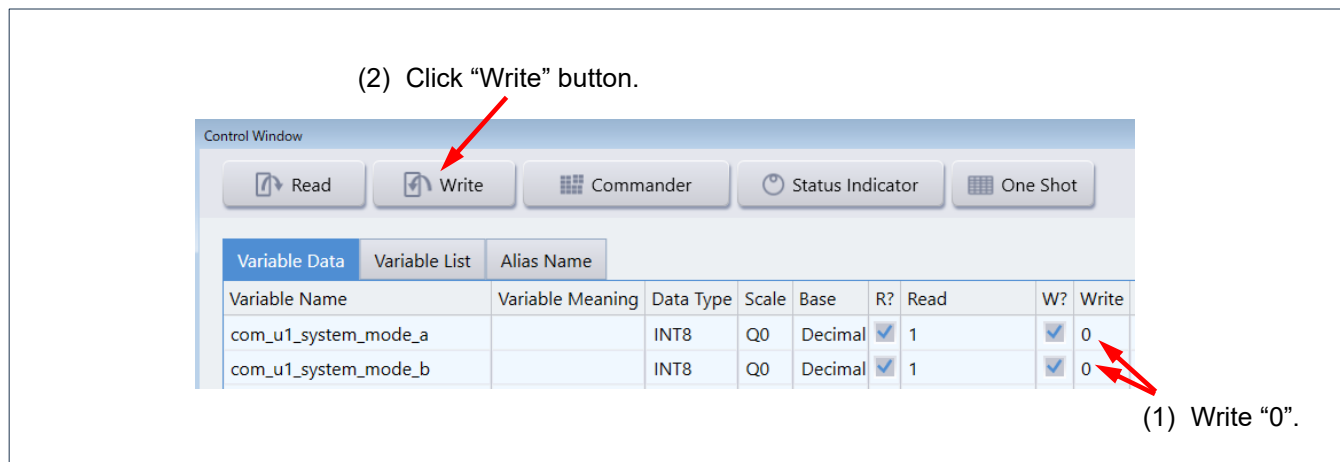 (2) Click “Write” button.
Control Window
Read Write Commander Status Indicator One Shot
Variable Data Variable List Alias Name
Variable Name Variable Meaning Data Type Scale Base R? Read W? Write
com_u1_system_mode_a INT8 Q0 Decimal 1 0
com_u1_system_mode_b INT8 Q0 Decimal 1 0
(1) Write “0”.